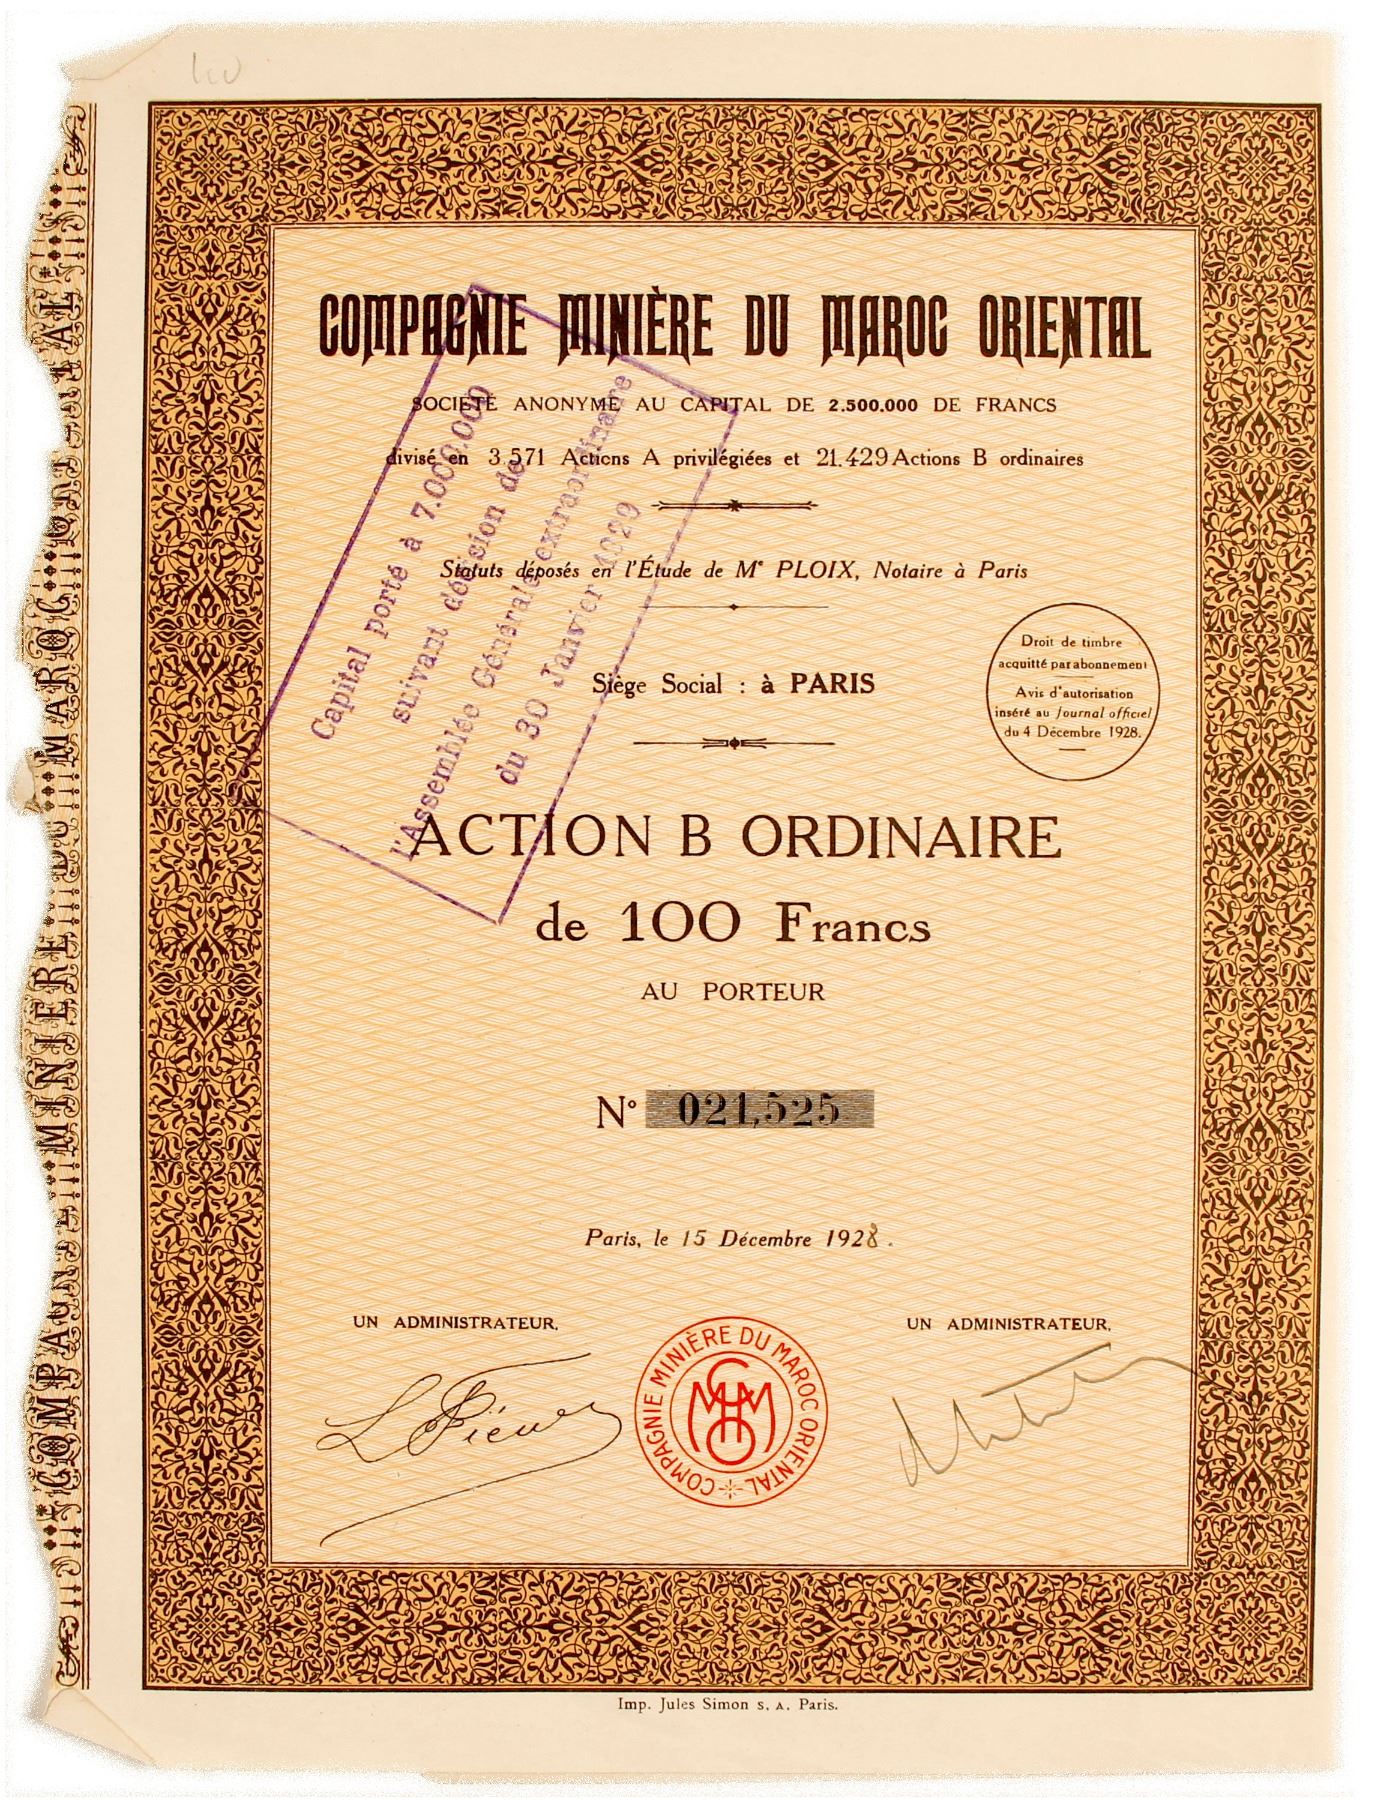 COMPAGNIE MINIÈRE DU MAROC ORIENTAL
SOCIÉTÉ ANONYME AU CAPITAL DE 2.500.000 DE FRANCS
divisé en 3.571 Actions A privilégiées et 21.429 Actions B ordinaires
Capital porté à 7.000.000
suivant décision de
l'Assemblée Générale extraordinaire
du 30 Janvier 1929
Statuts déposés en l'Étude de Me PLOIX, Notaire à Paris
Siège Social : à PARIS
Droit de timbre
acquitté par abonnement
Avis d'autorisation
inséré au Journal officiel
du 4 Décembre 1928.
ACTION B ORDINAIRE
de 100 Francs
AU PORTEUR
No 021,525
Paris, le 15 Décembre 1928.
UN ADMINISTRATEUR,
UN ADMINISTRATEUR,
COMPAGNIE MINIÈRE DU MAROC ORIENTAL
CMMO
Imp. Jules Simon S. A. Paris.
COMPAGNIE MINIERE DU MAROC ORIENTAL